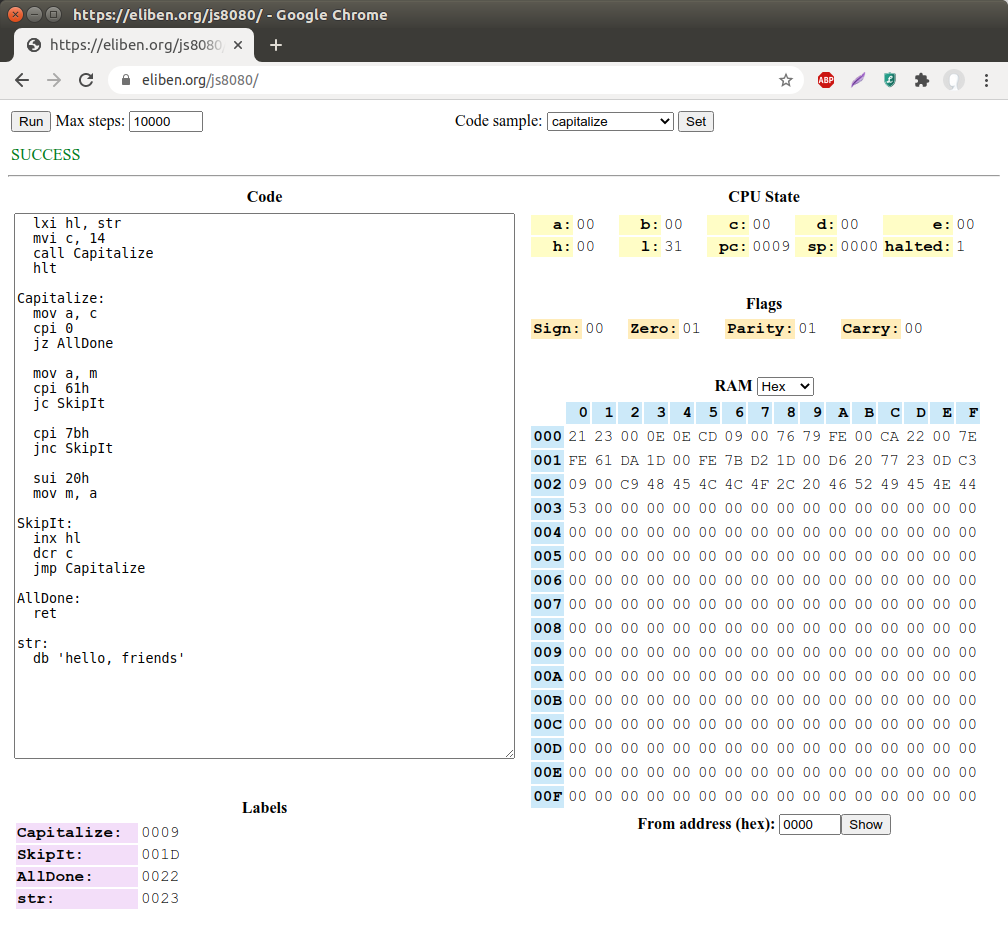 https://eliben.org/js8080/ - Google Chrome
https://eliben.org/js8080
eliben.org/js8080/
ABP
Run Max steps: 10000 Code sample: capitalize Set
SUCCESS
Code
lxi hl, str
mvi c, 14
call Capitalize
hlt
Capitalize:
mov a, c
cpi 0
jz AllDone
mov a, m
cpi 61h
jc SkipIt
cpi 7bh
jnc SkipIt
sui 20h
mov m, a
SkipIt:
inx hl
dcr c
jmp Capitalize
AllDone:
ret
str:
db 'hello, friends'
Labels
Capitalize: 0009
SkipIt: 001D
AllDone: 0022
str: 0023
CPU State
a: 00 b: 00 c: 00 d: 00 e: 00
h: 00 l: 31 pc: 0009 sp: 0000 halted: 1
Flags
Sign: 00 Zero: 01 Parity: 01 Carry: 00
RAM Hex
0 1 2 3 4 5 6 7 8 9 A B C D E F
000 21 23 00 0E 0E CD 09 00 76 79 FE 00 CA 22 00 7E
001 FE 61 DA 1D 00 FE 7B D2 1D 00 D6 20 77 23 0D C3
002 09 00 C9 48 45 4C 4C 4F 2C 20 46 52 49 45 4E 44
003 53 00 00 00 00 00 00 00 00 00 00 00 00 00 00 00
004 00 00 00 00 00 00 00 00 00 00 00 00 00 00 00 00
005 00 00 00 00 00 00 00 00 00 00 00 00 00 00 00 00
006 00 00 00 00 00 00 00 00 00 00 00 00 00 00 00 00
007 00 00 00 00 00 00 00 00 00 00 00 00 00 00 00 00
008 00 00 00 00 00 00 00 00 00 00 00 00 00 00 00 00
009 00 00 00 00 00 00 00 00 00 00 00 00 00 00 00 00
00A 00 00 00 00 00 00 00 00 00 00 00 00 00 00 00 00
00B 00 00 00 00 00 00 00 00 00 00 00 00 00 00 00 00
00C 00 00 00 00 00 00 00 00 00 00 00 00 00 00 00 00
00D 00 00 00 00 00 00 00 00 00 00 00 00 00 00 00 00
00E 00 00 00 00 00 00 00 00 00 00 00 00 00 00 00 00
00F 00 00 00 00 00 00 00 00 00 00 00 00 00 00 00 00
From address (hex): 0000 Show